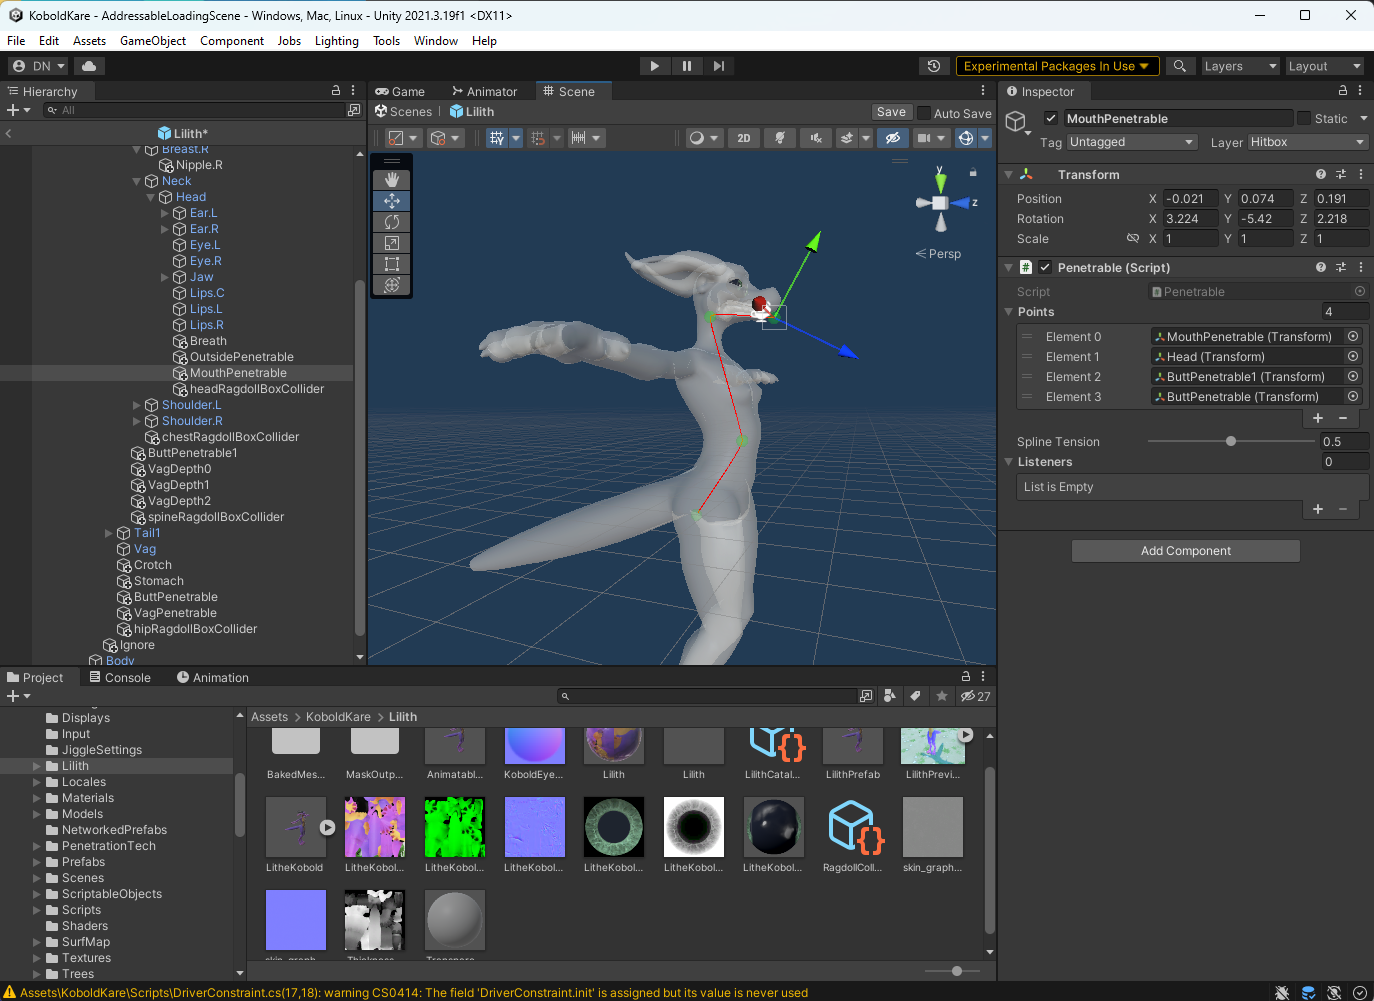 KoboldKare - AddressableLoadingScene - Windows, Mac, Linux - Unity 2021.3.19f1 <DX11>
File Edit Assets GameObject Component Jobs Lighting Tools Window Help
DN
Experimental Packages In Use
Layers
Layout
Hierarchy
All
Lilith*
Breast.R
Nipple.R
Neck
Head
Ear.L
Ear.R
Eye.L
Eye.R
Jaw
Lips.C
Lips.L
Lips.R
Breath
OutsidePenetrable
MouthPenetrable
headRagdollBoxCollider
Shoulder.L
Shoulder.R
chestRagdollBoxCollider
ButtPenetrable1
VagDepth0
VagDepth1
VagDepth2
spineRagdollBoxCollider
Tail1
Vag
Crotch
Stomach
ButtPenetrable
VagPenetrable
hipRagdollBoxCollider
Ignore
Body
Game Animator Scene
Scenes | Lilith
Save Auto Save
2D
y
z
Persp
Inspector
MouthPenetrable Static
Tag Untagged Layer Hitbox
Transform
Position X -0.021 Y 0.074 Z 0.191
Rotation X 3.224 Y -5.42 Z 2.218
Scale X 1 Y 1 Z 1
Penetrable (Script)
Script Penetrable
Points 4
Element 0 MouthPenetrable (Transform)
Element 1 Head (Transform)
Element 2 ButtPenetrable1 (Transform)
Element 3 ButtPenetrable (Transform)
Spline Tension 0.5
Listeners 0
List is Empty
Add Component
Project Console Animation
27
Displays
Input
JiggleSettings
Lilith
Locales
Materials
Models
NetworkedPrefabs
PenetrationTech
Prefabs
Scenes
ScriptableObjects
Scripts
Shaders
SurfMap
Textures
Trees
Assets > KoboldKare > Lilith
BakedMes... MaskOutp... Animatabl... KoboldEye... Lilith Lilith LilithCatal... LilithPrefab LilithPrevi...
LitheKobold LitheKobol... LitheKobol... LitheKobol... LitheKobol... LitheKobol... LitheKobol... RagdollColl... skin_graph...
Assets\KoboldKare\Scripts\DriverConstraint.cs(17,18): warning CS0414: The field 'DriverConstraint.init' is assigned but its value is never used